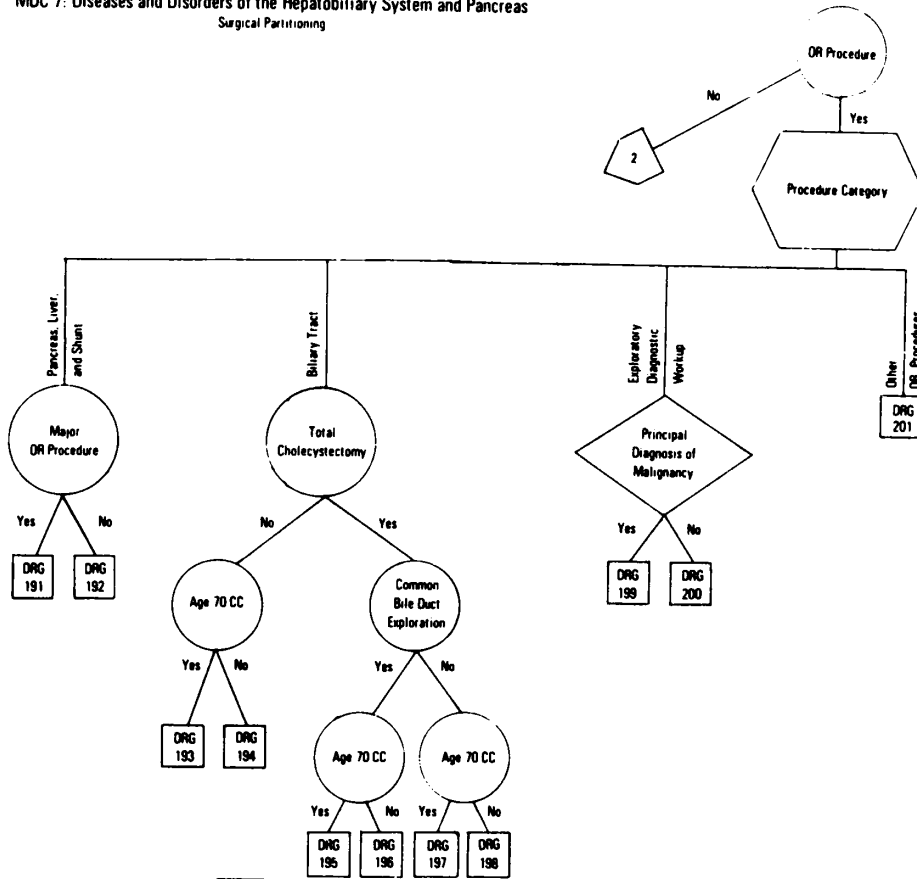 MDC 7: Diseases and Disorders of the Hepatobiliary System and Pancreas
Surgical Partitioning
OR Procedure
No
Yes
2
Procedure Category
Pancreas, Liver,
and Shunt
Biliary Tract
Exploratory
Diagnostic
Workup
Other
OR Procedures
Major
OR Procedure
Total
Cholecystectomy
Principal
Diagnosis of
Malignancy
DRG
201
Yes
No
No
Yes
Yes
No
DRG
191
DRG
192
Age 70 CC
Common
Bile Duct
Exploration
DRG
199
DRG
200
Yes
No
Yes
No
DRG
193
DRG
194
Age 70 CC
Age 70 CC
Yes
No
Yes
No
DRG
195
DRG
196
DRG
197
DRG
198